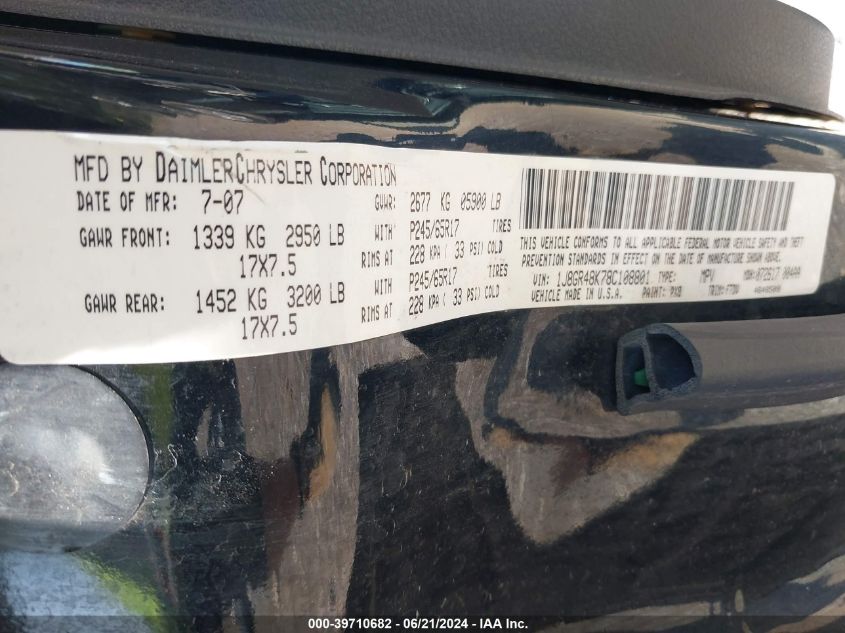 MFD BY DAIMLERCHRYSLER CORPORATION
DATE OF MFR: 7-07 GVWR: 2677 KG 05900 LB
GAWR FRONT: 1339 KG 2950 LB WITH P245/65R17 TIRES
17X7.5 RIMS AT 228 KPA ( 33 PSI) COLD
GAWR REAR: 1452 KG 3200 LB WITH P245/65R17 TIRES
17X7.5 RIMS AT 228 KPA ( 33 PSI) COLD
THIS VEHICLE CONFORMS TO ALL APPLICABLE FEDERAL MOTOR VEHICLE SAFETY AND THEFT
PREVENTION STANDARDS IN EFFECT ON THE DATE OF MANUFACTURE SHOWN ABOVE.
VIN: 1J8GR48K78C108801 TYPE: MPV MDH:
VEHICLE MADE IN U.S.A. PAINT: PX8 TRIM:
000-39710682 / 06/21/2024 - IAA Inc.